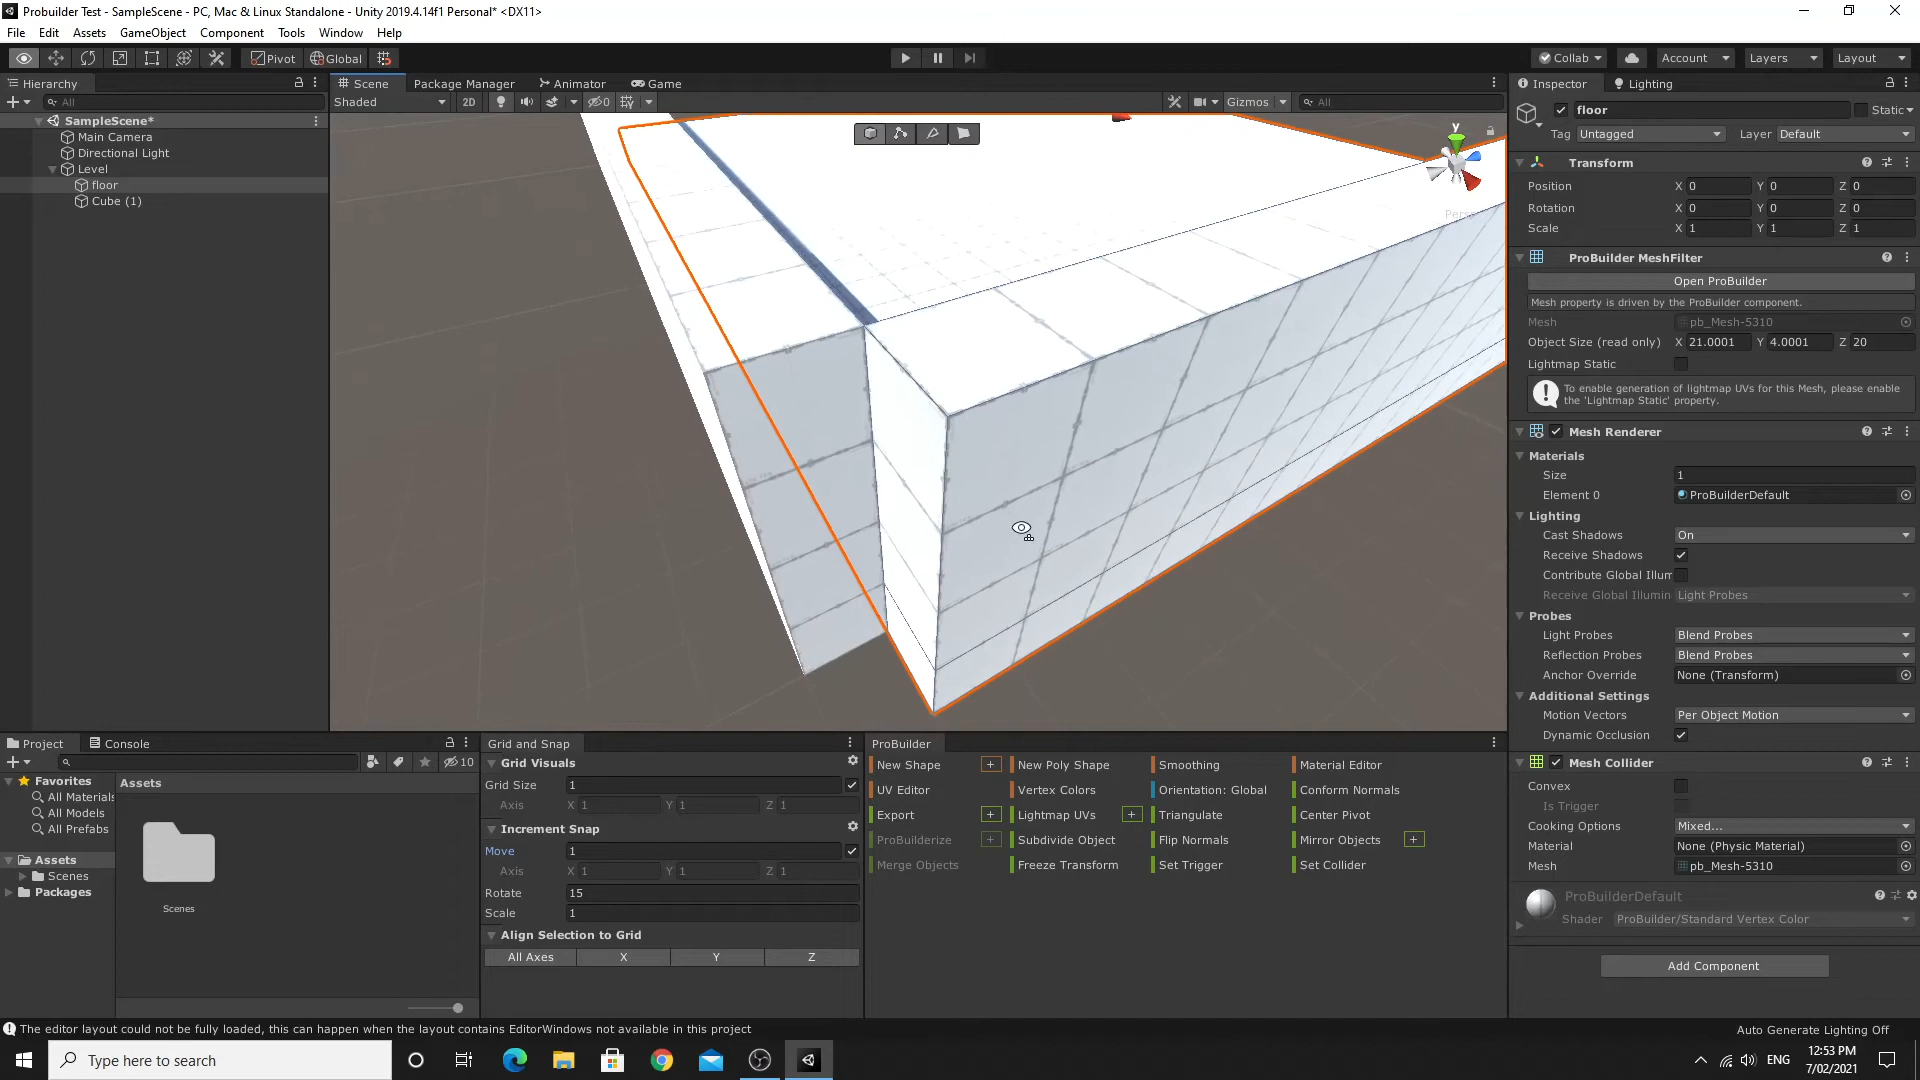 Probuilder Test - SampleScene - PC, Mac & Linux Standalone - Unity 2019.4.14f1 Personal* <DX11>
File Edit Assets GameObject Component Tools Window Help
Pivot Global Collab Account Layers Layout
Hierarchy
All
SampleScene*
Main Camera
Directional Light
Level
floor
Cube (1)
Scene Package Manager Animator Game
Shaded 2D 0 Gizmos All
y
Inspector Lighting
floor Static
Tag Untagged Layer Default
Transform
Position X 0 Y 0 Z 0
Rotation X 0 Y 0 Z 0
Scale X 1 Y 1 Z 1
ProBuilder MeshFilter
Open ProBuilder
Mesh property is driven by the ProBuilder component.
Mesh pb_Mesh-5310
Object Size (read only) X 21.0001 Y 4.0001 Z 20
Lightmap Static
To enable generation of lightmap UVs for this Mesh, please enable
the 'Lightmap Static' property.
Mesh Renderer
Materials
Size 1
Element 0 ProBuilderDefault
Lighting
Cast Shadows On
Receive Shadows
Contribute Global Illum
Receive Global Illumin Light Probes
Probes
Light Probes Blend Probes
Reflection Probes Blend Probes
Anchor Override None (Transform)
Additional Settings
Motion Vectors Per Object Motion
Dynamic Occlusion
Mesh Collider
Convex
Is Trigger
Cooking Options Mixed...
Material None (Physic Material)
Mesh pb_Mesh-5310
ProBuilderDefault
Shader ProBuilder/Standard Vertex Color
Add Component
Project Console
10
Favorites
All Materials
All Models
All Prefabs
Assets
Scenes
Packages
Assets
Scenes
Grid and Snap
Grid Visuals
Grid Size 1
Axis X 1 Y 1 Z 1
Increment Snap
Move 1
Axis X 1 Y 1 Z 1
Rotate 15
Scale 1
Align Selection to Grid
All Axes X Y Z
ProBuilder
New Shape + New Poly Shape Smoothing Material Editor
UV Editor Vertex Colors Orientation: Global Conform Normals
Export + Lightmap UVs + Triangulate Center Pivot
ProBuilderize + Subdivide Object Flip Normals Mirror Objects +
Merge Objects Freeze Transform Set Trigger Set Collider
The editor layout could not be fully loaded, this can happen when the layout contains EditorWindows not available in this project
Auto Generate Lighting Off
Type here to search
ENG
12:53 PM
7/02/2021